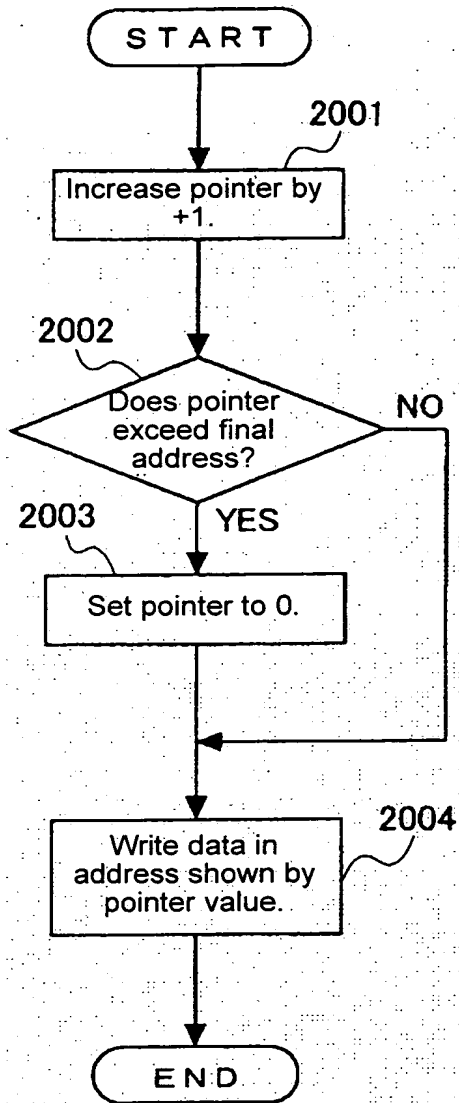 START
2001
Increase pointer by
+1.
2002
Does pointer
exceed final
address?
NO
YES
2003
Set pointer to 0.
2004
Write data in
address shown by
pointer value.
END